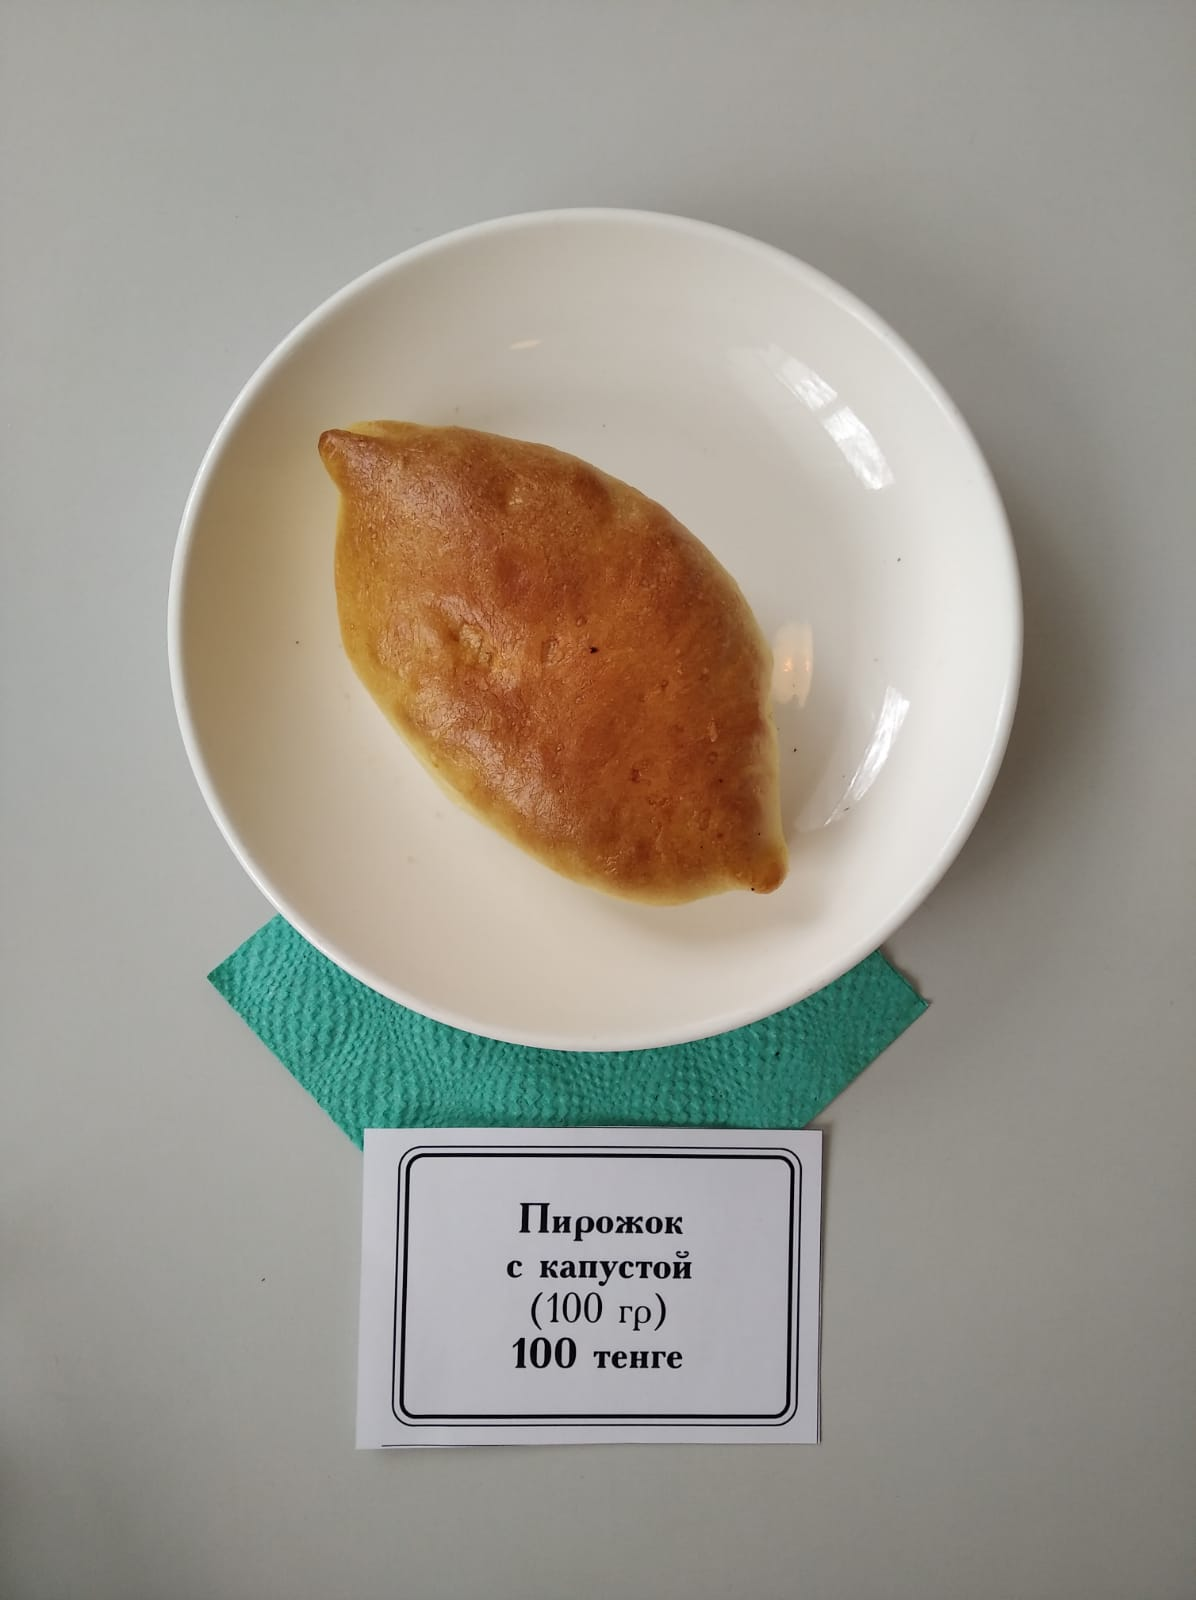 Пирожок
с капустой
(100 гр)
100 тенге